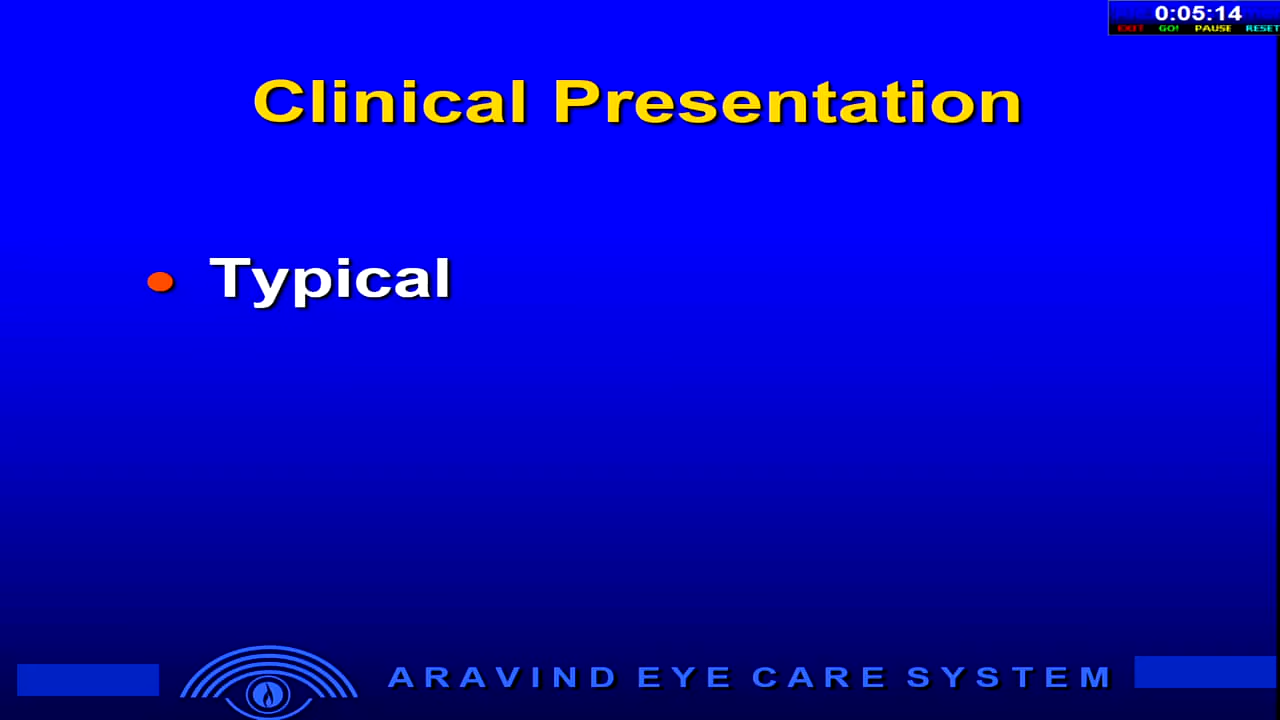 0:05:14
EXIT GO! PAUSE RESET
Clinical Presentation
Typical
ARAVIND EYE CARE SYSTEM